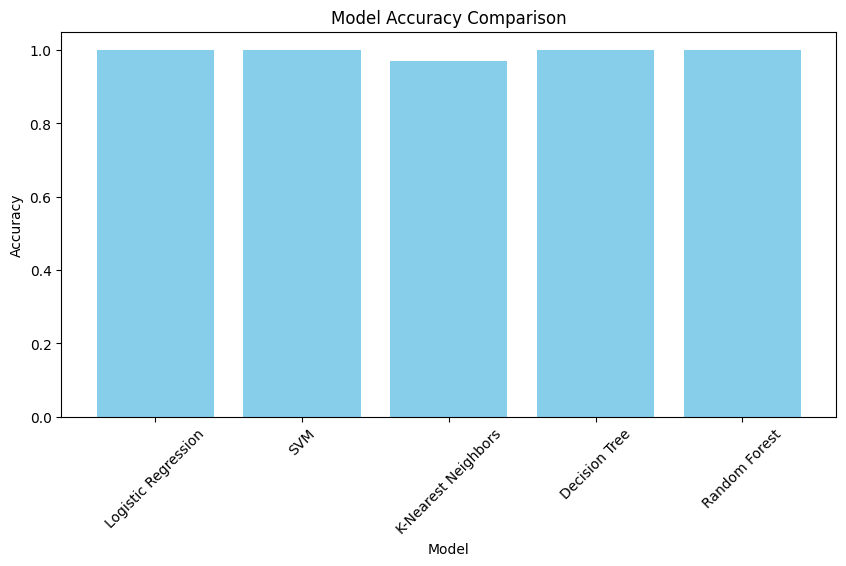 Model Accuracy Comparison
Accuracy
1.0
0.8
0.6
0.4
0.2
0.0
Logistic Regression
SVM
K-Nearest Neighbors
Decision Tree
Random Forest
Model